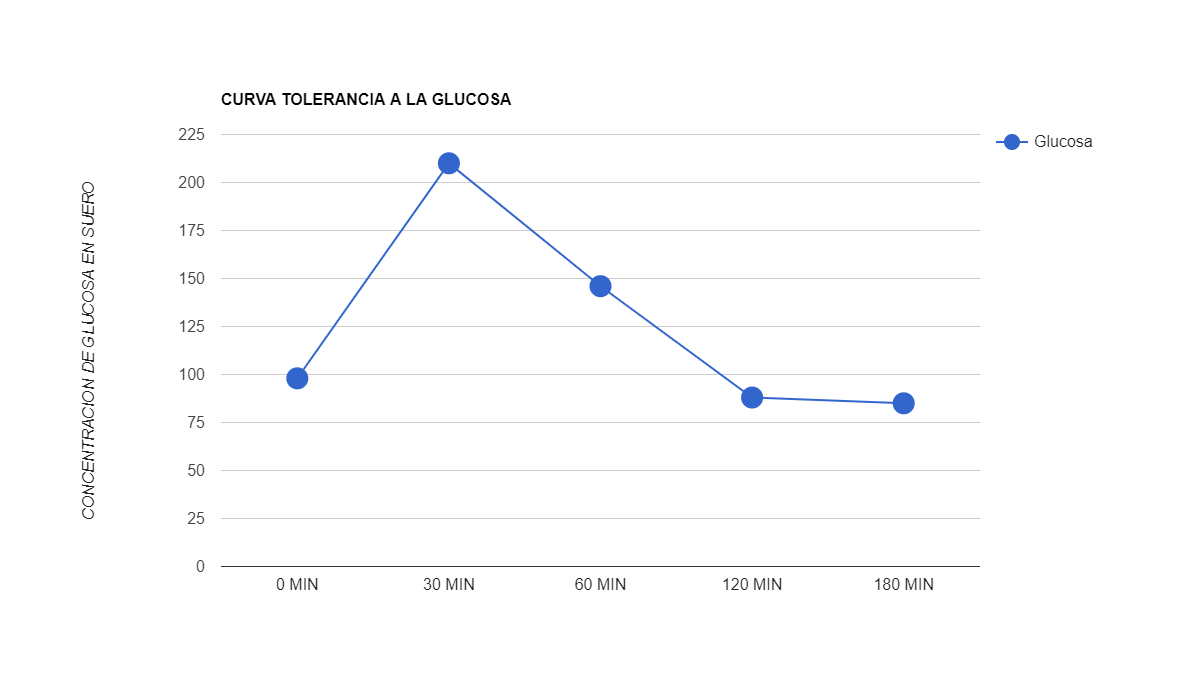 CURVA TOLERANCIA A LA GLUCOSA
Glucosa
CONCENTRACION DE GLUCOSA EN SUERO
225
200
175
150
125
100
75
50
25
0
0 MIN
30 MIN
60 MIN
120 MIN
180 MIN